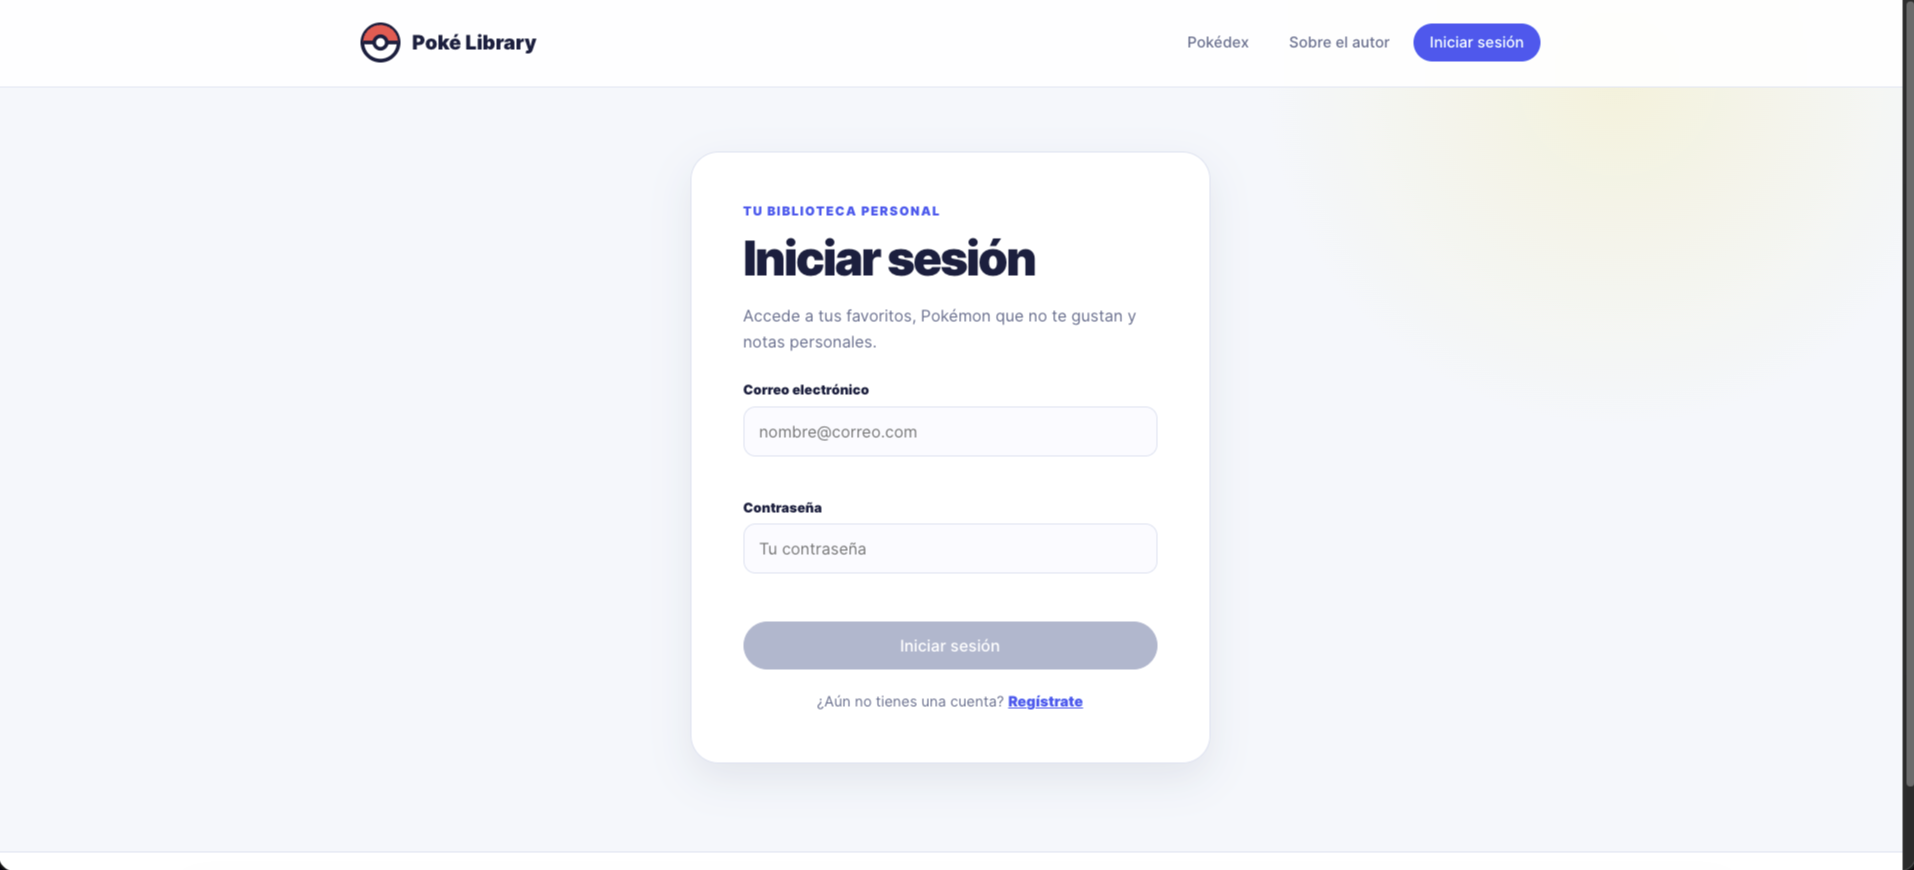 Poké Library
Pokédex
Sobre el autor
Iniciar sesión
TU BIBLIOTECA PERSONAL
Iniciar sesión
Accede a tus favoritos, Pokémon que no te gustan y
notas personales.
Correo electrónico
nombre@correo.com
Contraseña
Tu contraseña
Iniciar sesión
¿Aún no tienes una cuenta? Regístrate